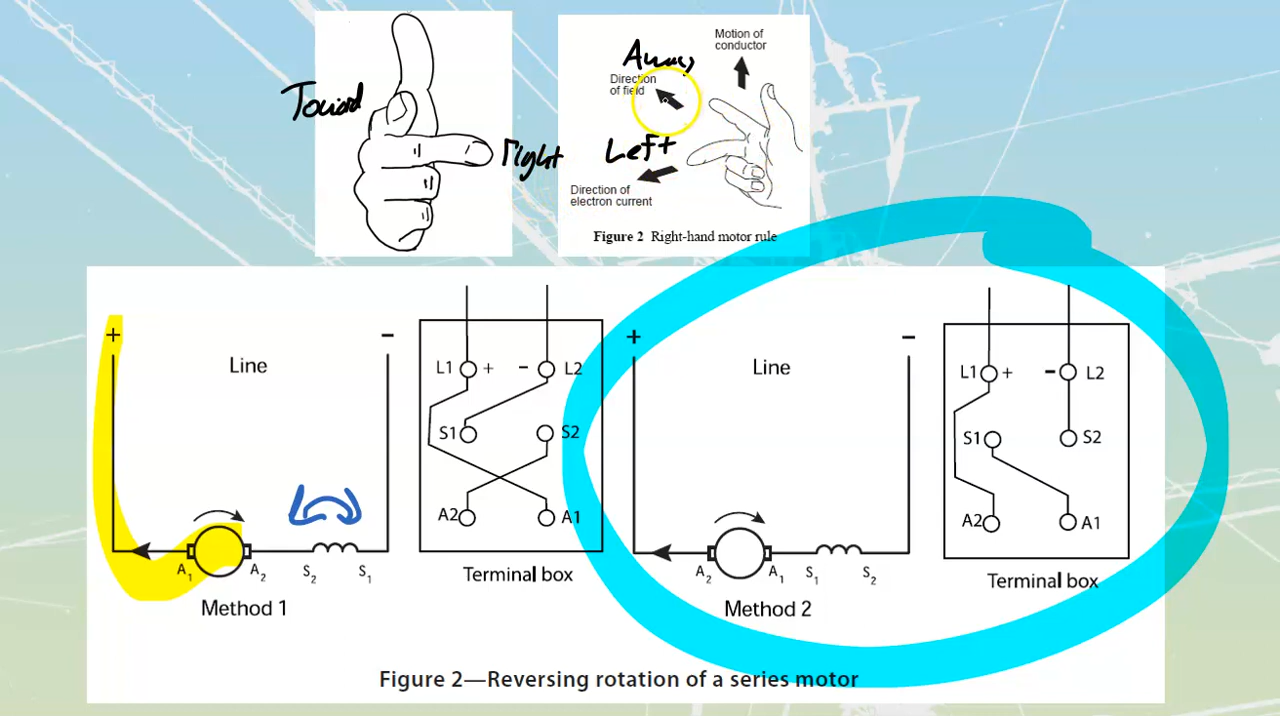 Toward
Right
Away
Direction
of field
Motion of
conductor
Left
Direction of
electron current
Figure 2 Right-hand motor rule
+
-
Line
L1 + - L2
S1 S2
A2 A1
A1 A2 S2 S1
Method 1
Terminal box
+
-
Line
L1 + - L2
S1 S2
A2 A1
A2 A1 S1 S2
Method 2
Terminal box
Figure 2—Reversing rotation of a series motor